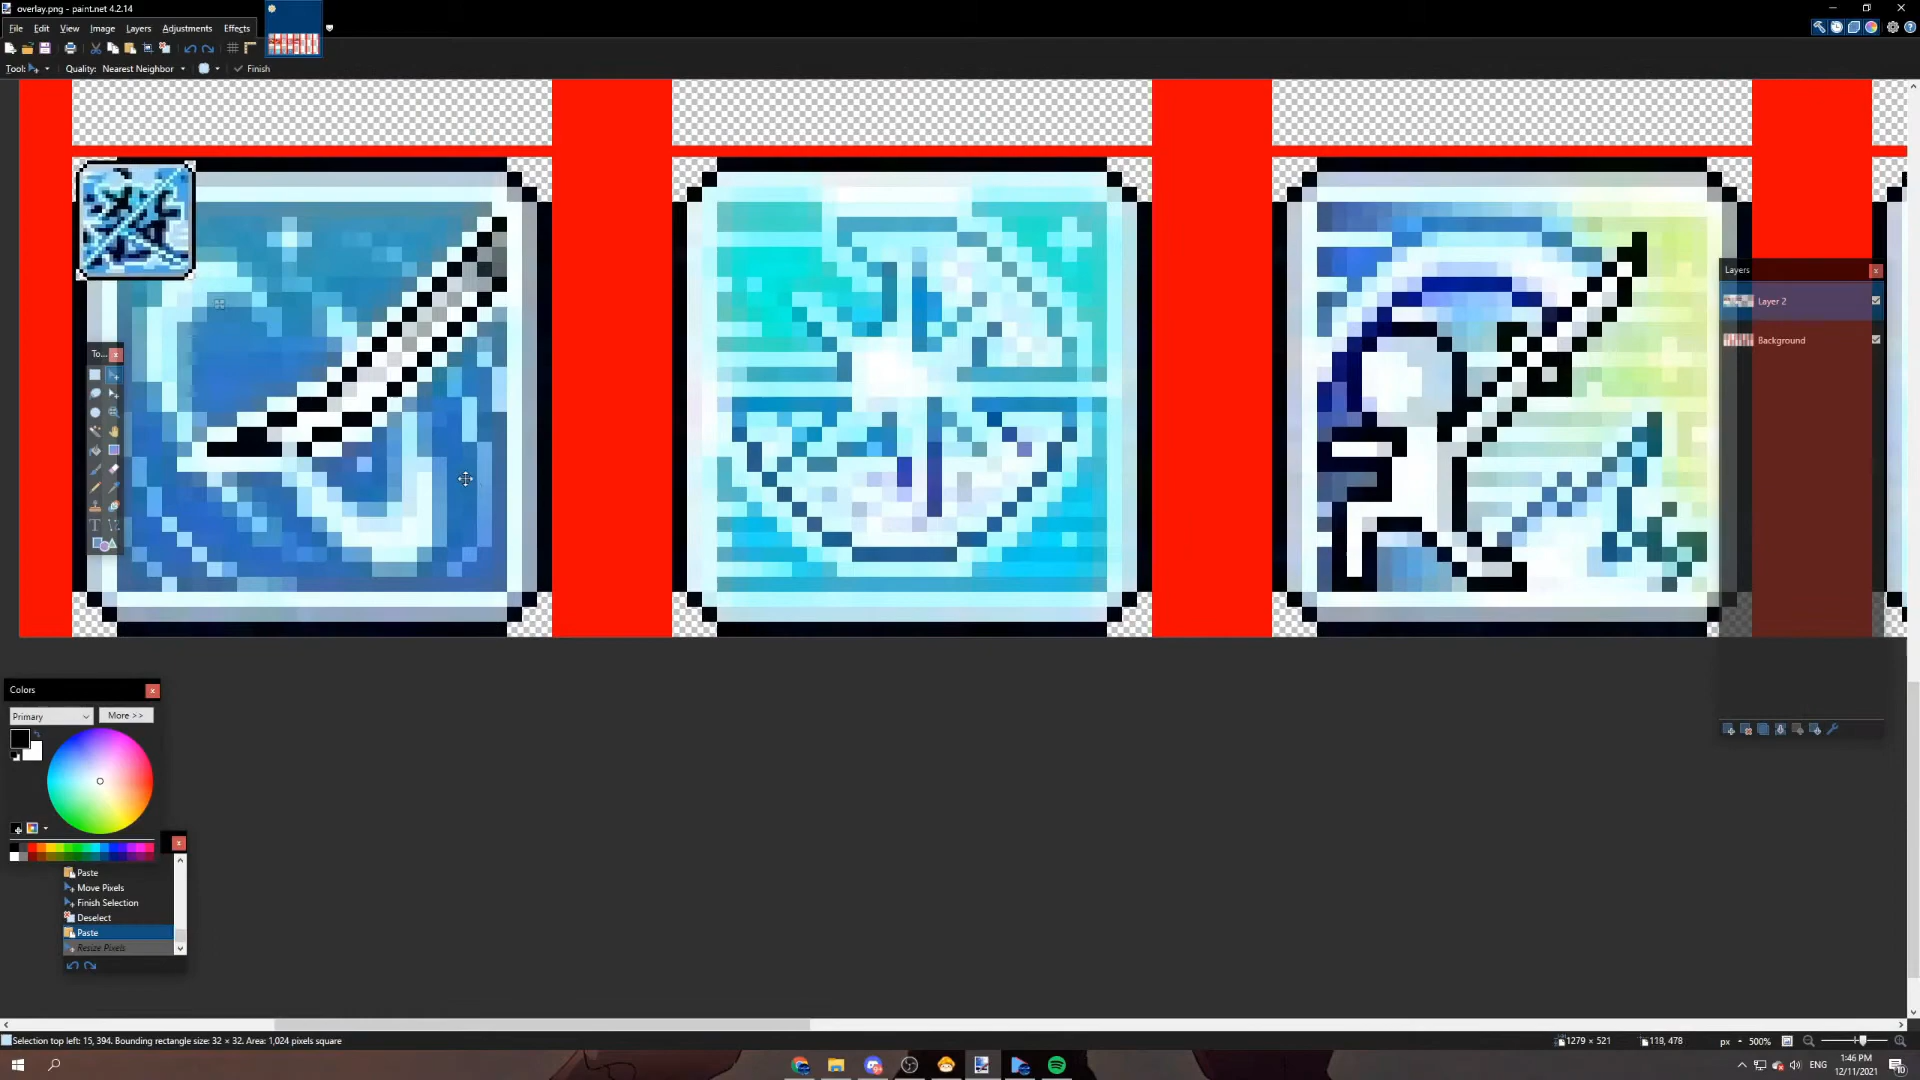 overlay.png - paint.net 4.2.14
File Edit View Image Layers Adjustments Effects
Tool: Quality: Nearest Neighbor Finish
Layers
Layer 2
Background
To...
Colors
Primary More >>
Paste
Move Pixels
Finish Selection
Deselect
Paste
Resize Pixels
Selection top left: 15, 394. Bounding rectangle size: 32 × 32. Area: 1,024 pixels square
1279 × 521
118, 478
px
500%
ENG
1:46 PM
12/11/2021